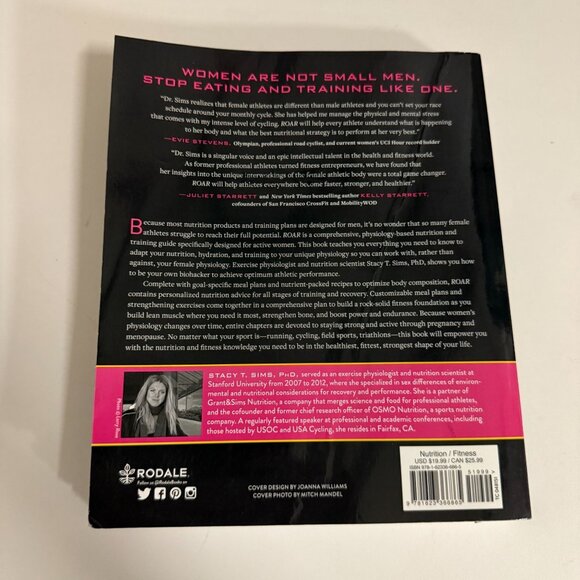 WOMEN ARE NOT SMALL MEN.
STOP EATING AND TRAINING LIKE ONE.
“Dr. Sims realizes that female athletes are different than male athletes and you can't set your race
schedule around your monthly cycle. She has helped me manage the physical and mental stress
that comes with my intense level of cycling. ROAR will help every athlete understand what is happening
to her body and what the best nutritional strategy is to perform at her very best.”
—EVIE STEVENS, Olympian, professional road cyclist, and current women's UCI Hour record holder
“Dr. Sims is a singular voice and an epic intellectual talent in the health and fitness world.
As former professional athletes turned fitness entrepreneurs, we have found that
her insights into the unique interworkings of the female athletic body were a total game changer.
ROAR will help athletes everywhere become faster, stronger, and healthier.”
—JULIET STARRETT and New York Times bestselling author KELLY STARRETT,
cofounders of San Francisco CrossFit and MobilityWOD
Because most nutrition products and training plans are designed for men, it's no wonder that so many female
athletes struggle to reach their full potential. ROAR is a comprehensive, physiology-based nutrition and
training guide specifically designed for active women. This book teaches you everything you need to know to
adapt your nutrition, hydration, and training to your unique physiology so you can work with, rather than
against, your female physiology. Exercise physiologist and nutrition scientist Stacy T. Sims, PhD, shows you how
to be your own biohacker to achieve optimum athletic performance.
Complete with goal-specific meal plans and nutrient-packed recipes to optimize body composition, ROAR
contains personalized nutrition advice for all stages of training and recovery. Customizable meal plans and
strengthening exercises come together in a comprehensive plan to build a rock-solid fitness foundation as you
build lean muscle where you need it most, strengthen bone, and boost power and endurance. Because women's
physiology changes over time, entire chapters are devoted to staying strong and active through pregnancy and
menopause. No matter what your sport is—running, cycling, field sports, triathlons—this book will empower you
with the nutrition and fitness knowledge you need to be in the healthiest, fittest, strongest shape of your life.
STACY T. SIMS, PHD, served as an exercise physiologist and nutrition scientist at
Stanford University from 2007 to 2012, where she specialized in sex differences of environ-
mental and nutritional considerations for recovery and performance. She is a partner of
Grant&Sims Nutrition, a company that merges science and food for professional athletes,
and the cofounder and former chief research officer of OSMO Nutrition, a sports nutrition
company. A regularly featured speaker at professional and academic conferences, including
those hosted by USOC and USA Cycling, she resides in Fairfax, CA.
RODALE
Follow us @RodaleBooks on
COVER DESIGN BY JOANNA WILLIAMS
COVER PHOTO BY MITCH MANDEL
Nutrition / Fitness
USD $19.99 / CAN $25.99
ISBN 978-1-62336-686-5
51999
9 781623 366865